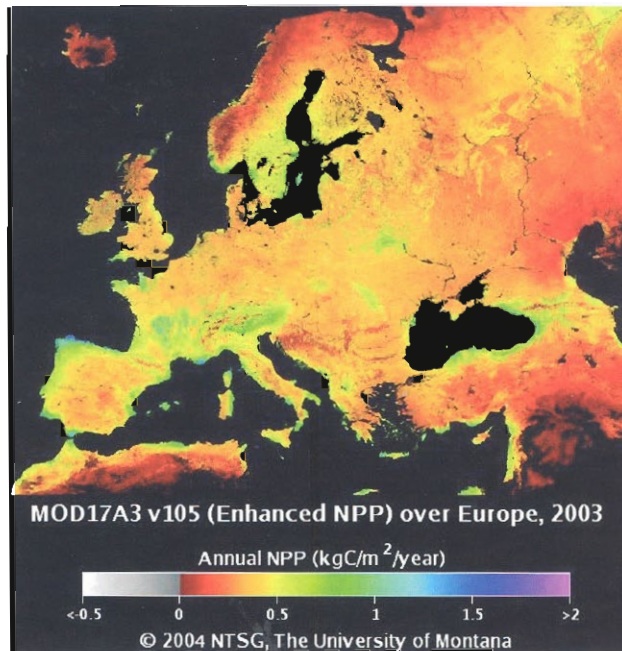 MOD17A3 v105 (Enhanced NPP) over Europe, 2003
Annual NPP (kgC/m²/year)
<-0.5 0 0.5 1 1.5 >2
© 2004 NTSG, The University of Montana